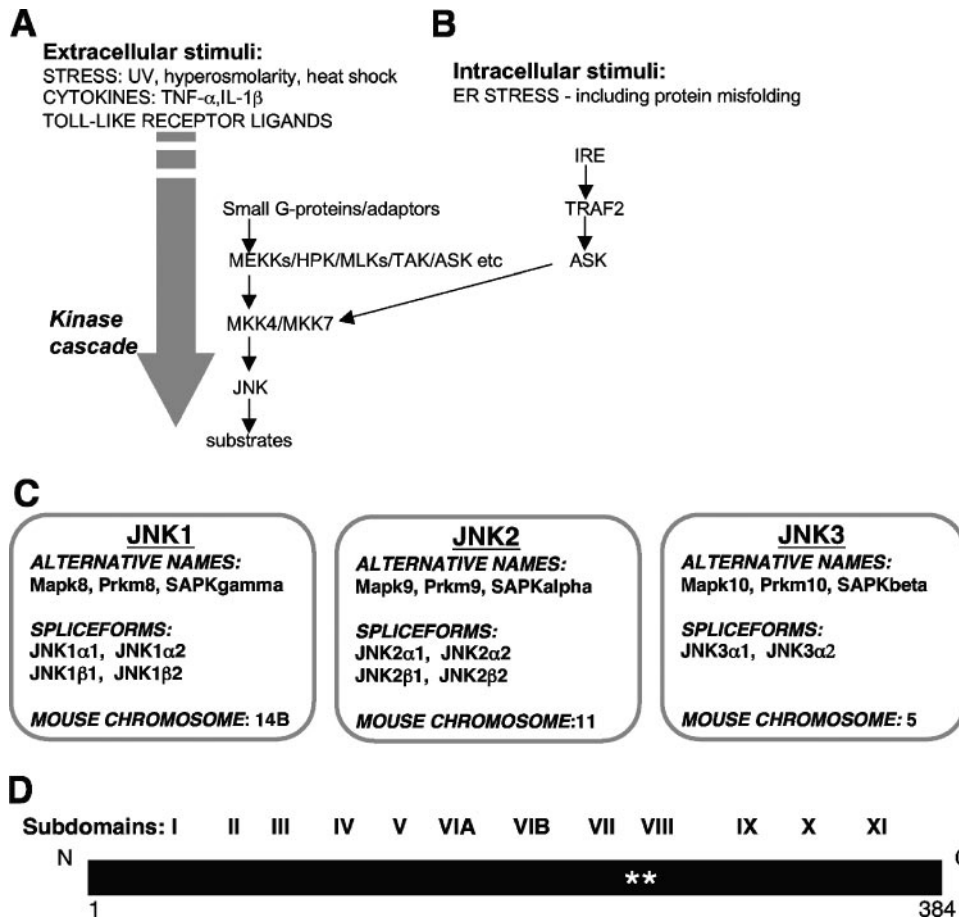 A
Extracellular stimuli:
STRESS: UV, hyperosmolarity, heat shock
CYTOKINES: TNF-α,IL-1β
TOLL-LIKE RECEPTOR LIGANDS
Small G-proteins/adaptors
MEKKs/HPK/MLKs/TAK/ASK etc
MKK4/MKK7
JNK
substrates
Kinase
cascade
B
Intracellular stimuli:
ER STRESS - including protein misfolding
IRE
TRAF2
ASK
C
JNK1
ALTERNATIVE NAMES:
Mapk8, Prkm8, SAPKgamma
SPLICEFORMS:
JNK1α1, JNK1α2
JNK1β1, JNK1β2
MOUSE CHROMOSOME: 14B
JNK2
ALTERNATIVE NAMES:
Mapk9, Prkm9, SAPKalpha
SPLICEFORMS:
JNK2α1, JNK2α2
JNK2β1, JNK2β2
MOUSE CHROMOSOME:11
JNK3
ALTERNATIVE NAMES:
Mapk10, Prkm10, SAPKbeta
SPLICEFORMS:
JNK3α1, JNK3α2
MOUSE CHROMOSOME: 5
D
Subdomains: I II III IV V VIA VIB VII VIII IX X XI
N
**
1 384